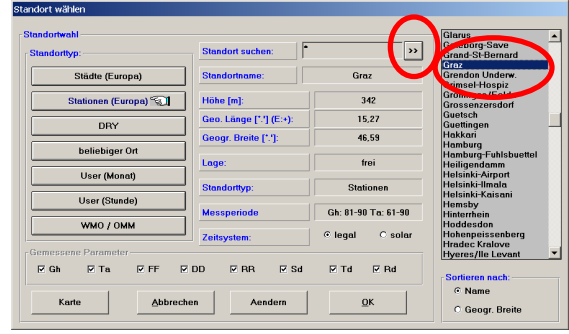 Standort wählen
Standortwahl
Standorttyp:
Städte (Europa)
Stationen (Europa)
DRY
beliebiger Ort
User (Monat)
User (Stunde)
WMO / OMM
Standort suchen:
*
>>
Standortname:
Graz
Höhe [m]:
342
Geo. Länge [°.'] (E:+):
15,27
Geogr. Breite [°.']:
46,59
Lage:
frei
Standorttyp:
Stationen
Messperiode
Gh: 81-90 Ta: 61-90
Zeitsystem:
legal
solar
Gemessene Parameter
Gh
Ta
FF
DD
RR
Sd
Td
Rd
Karte
Abbrechen
Aendern
OK
Glarus
Grand-St-Bernard
Graz
Grendon Underw.
Grimsel-Hospiz
Grossenzersdorf
Guetsch
Guettingen
Hakkari
Hamburg
Hamburg-Fuhlsbuettel
Heiligendamm
Helsinki-Airport
Helsinki-Ilmala
Helsinki-Kaisani
Hemsby
Hinterrhein
Hoddesdon
Hohenpeissenberg
Hradec Kralove
Hyeres/Ile Levant
Sortieren nach:
Name
Geogr. Breite